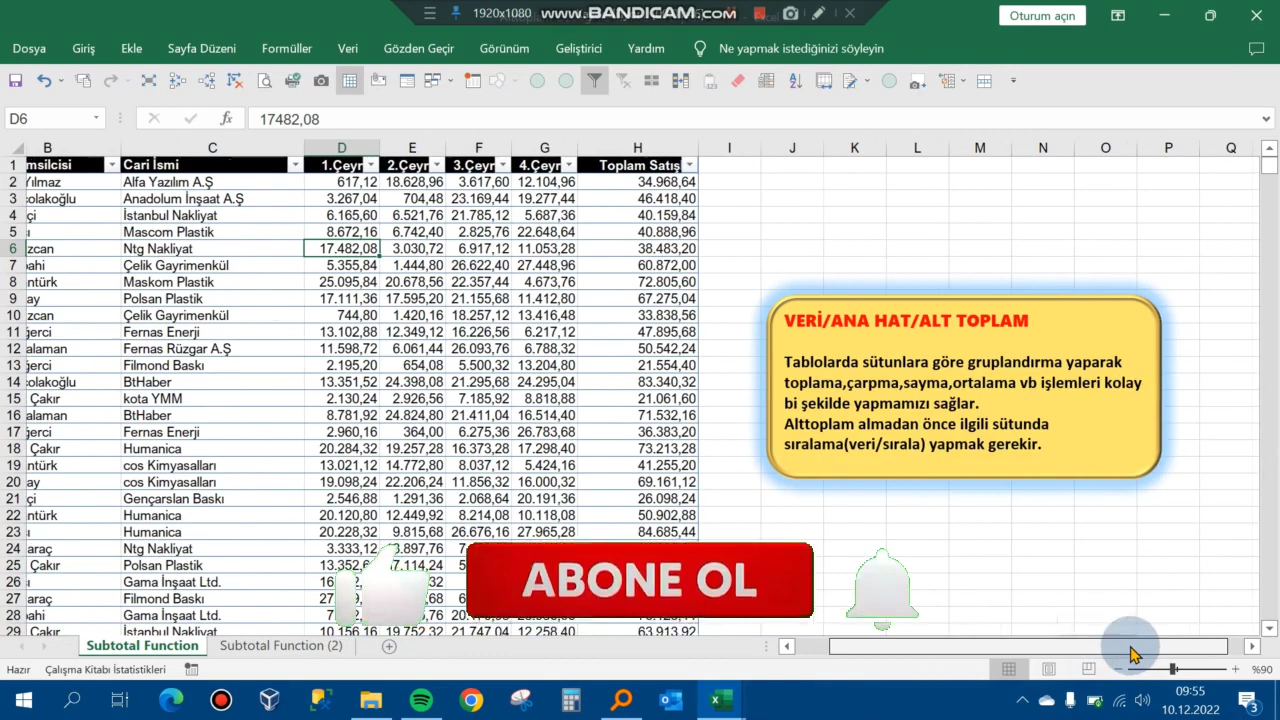 1920x1080 www.BANDICAM.com
Oturum açın
Dosya Giriş Ekle Sayfa Düzeni Formüller Veri Gözden Geçir Görünüm Geliştirici Yardım Ne yapmak istediğinizi söyleyin
D6 fx 17482,08
B C D E F G H I J K L M N O P Q
1 msilcisi Cari İsmi 1.Çeyr 2.Çeyr 3.Çeyr 4.Çeyr Toplam Satış
2 Yılmaz Alfa Yazılım A.Ş 617,12 18.628,96 3.617,60 12.104,96 34.968,64
3 colakoğlu Anadolum İnşaat A.Ş 3.267,04 704,48 23.169,44 19.277,44 46.418,40
4 çi İstanbul Nakliyat 6.165,60 6.521,76 21.785,12 5.687,36 40.159,84
5 ı Mascom Plastik 8.672,16 6.742,40 2.825,76 22.648,64 40.888,96
6 zcan Ntg Nakliyat 17.482,08 3.030,72 6.917,12 11.053,28 38.483,20
7 pahi Çelik Gayrimenkül 5.355,84 1.444,80 26.622,40 27.448,96 60.872,00
8 ntürk Maskom Plastik 25.095,84 20.678,56 22.357,44 4.673,76 72.805,60
9 ay Polsan Plastik 17.111,36 17.595,20 21.155,68 11.412,80 67.275,04
10 zcan Çelik Gayrimenkül 744,80 1.420,16 18.257,12 13.416,48 33.838,56
11 ğerci Fernas Enerji 13.102,88 12.349,12 16.226,56 6.217,12 47.895,68
12 alaman Fernas Rüzgar A.Ş 11.598,72 6.061,44 26.093,76 6.788,32 50.542,24
13 ğerci Filmond Baskı 2.195,20 654,08 5.500,32 13.204,80 21.554,40
14 colakoğlu BtHaber 13.351,52 24.398,08 21.295,68 24.295,04 83.340,32
15 Çakır kota YMM 2.130,24 2.926,56 7.185,92 8.818,88 21.061,60
16 alaman BtHaber 8.781,92 24.824,80 21.411,04 16.514,40 71.532,16
17 ğerci Fernas Enerji 2.960,16 364,00 6.275,36 26.783,68 36.383,20
18 Çakır Humanica 20.284,32 19.257,28 16.373,28 17.298,40 73.213,28
19 ntürk cos Kimyasalları 13.021,12 14.772,80 8.037,12 5.424,16 41.255,20
20 ay cos Kimyasalları 19.098,24 22.206,24 11.856,32 16.000,32 69.161,12
21 çi Gençarslan Baskı 2.546,88 1.291,36 2.068,64 20.191,36 26.098,24
22 ntürk Humanica 20.120,80 12.449,92 8.214,08 10.118,08 50.902,88
23 ı Humanica 20.228,32 9.815,68 26.676,16 27.965,28 84.685,44
24 araç Ntg Nakliyat 3.333,12
25 Çakır Polsan Plastik
26 ı Gama İnşaat Ltd.
27 araç Filmond Baskı
28 pahi Gama İnşaat Ltd.
29 Çakır İstanbul Nakliyat 10.156,16 19.752,32 21.747,04 12.258,40 63.913,92
VERİ/ANA HAT/ALT TOPLAM
Tablolarda sütunlara göre gruplandırma yaparak
toplama,çarpma,sayma,ortalama vb işlemleri kolay
bi şekilde yapmamızı sağlar.
Alttoplam almadan önce ilgili sütunda
sıralama(veri/sırala) yapmak gerekir.
ABONE OL
Subtotal Function Subtotal Function (2)
Hazır Çalışma Kitabı İstatistikleri %90
09:55
10.12.2022
3